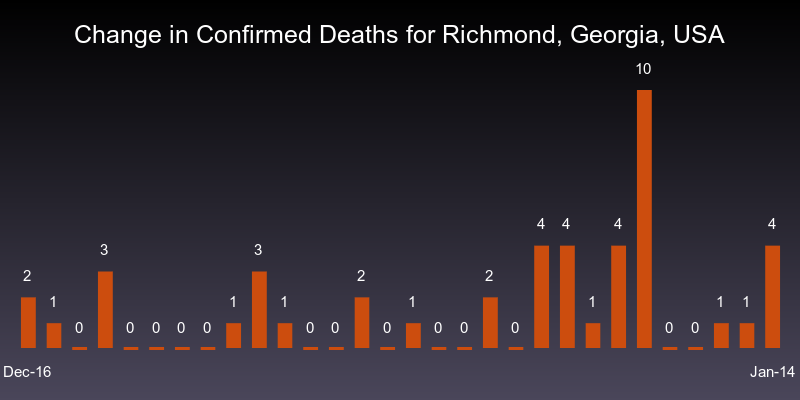 Change in Confirmed Deaths for Richmond, Georgia, USA
2 1 0 3 0 0 0 0 1 3 1 0 0 2 0 1 0 0 2 0 4 4 1 4 10 0 0 1 1 4
Dec-16 Jan-14